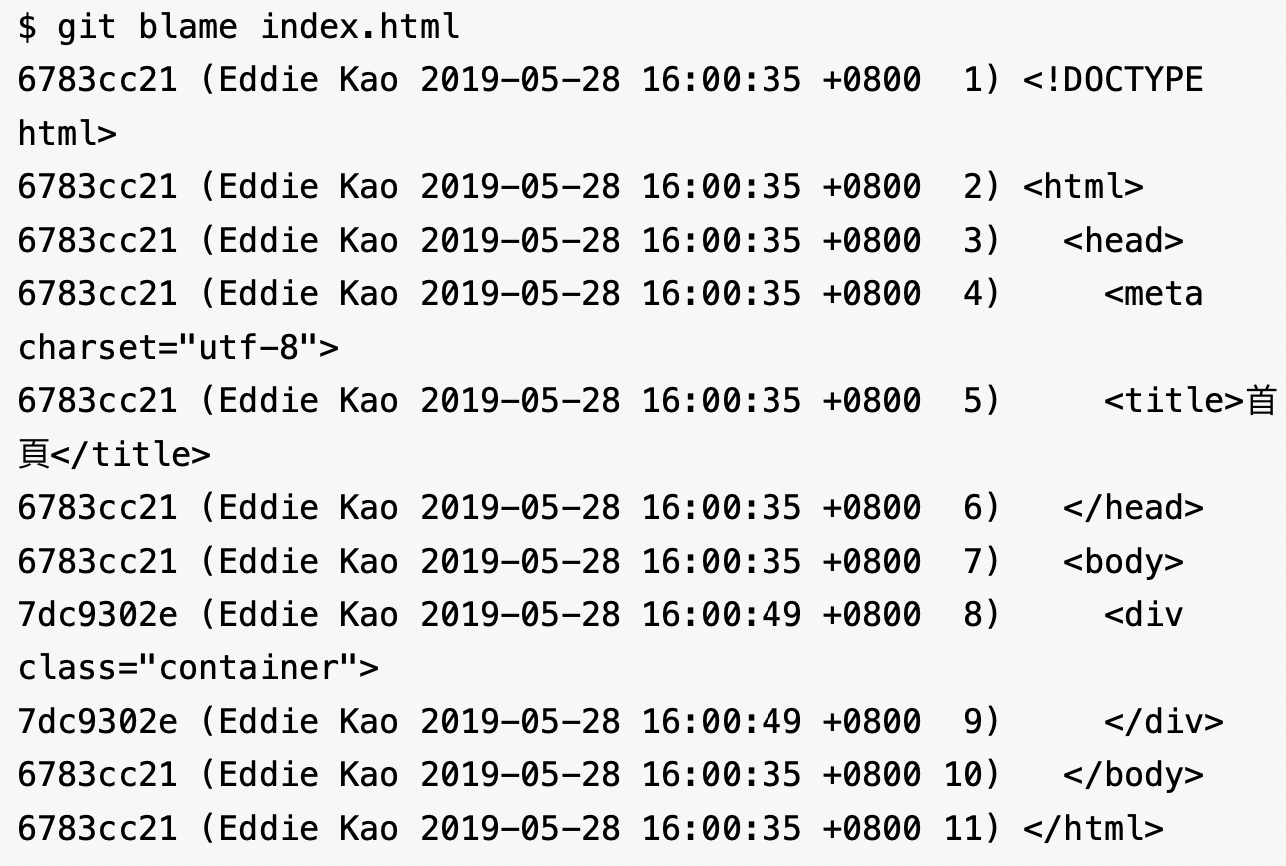 $ git blame index.html
6783cc21 (Eddie Kao 2019-05-28 16:00:35 +0800  1) <!DOCTYPE
html>
6783cc21 (Eddie Kao 2019-05-28 16:00:35 +0800  2) <html>
6783cc21 (Eddie Kao 2019-05-28 16:00:35 +0800  3)   <head>
6783cc21 (Eddie Kao 2019-05-28 16:00:35 +0800  4)     <meta
charset="utf-8">
6783cc21 (Eddie Kao 2019-05-28 16:00:35 +0800  5)     <title>首
頁</title>
6783cc21 (Eddie Kao 2019-05-28 16:00:35 +0800  6)   </head>
6783cc21 (Eddie Kao 2019-05-28 16:00:35 +0800  7)   <body>
7dc9302e (Eddie Kao 2019-05-28 16:00:49 +0800  8)     <div
class="container">
7dc9302e (Eddie Kao 2019-05-28 16:00:49 +0800  9)     </div>
6783cc21 (Eddie Kao 2019-05-28 16:00:35 +0800 10)   </body>
6783cc21 (Eddie Kao 2019-05-28 16:00:35 +0800 11) </html>